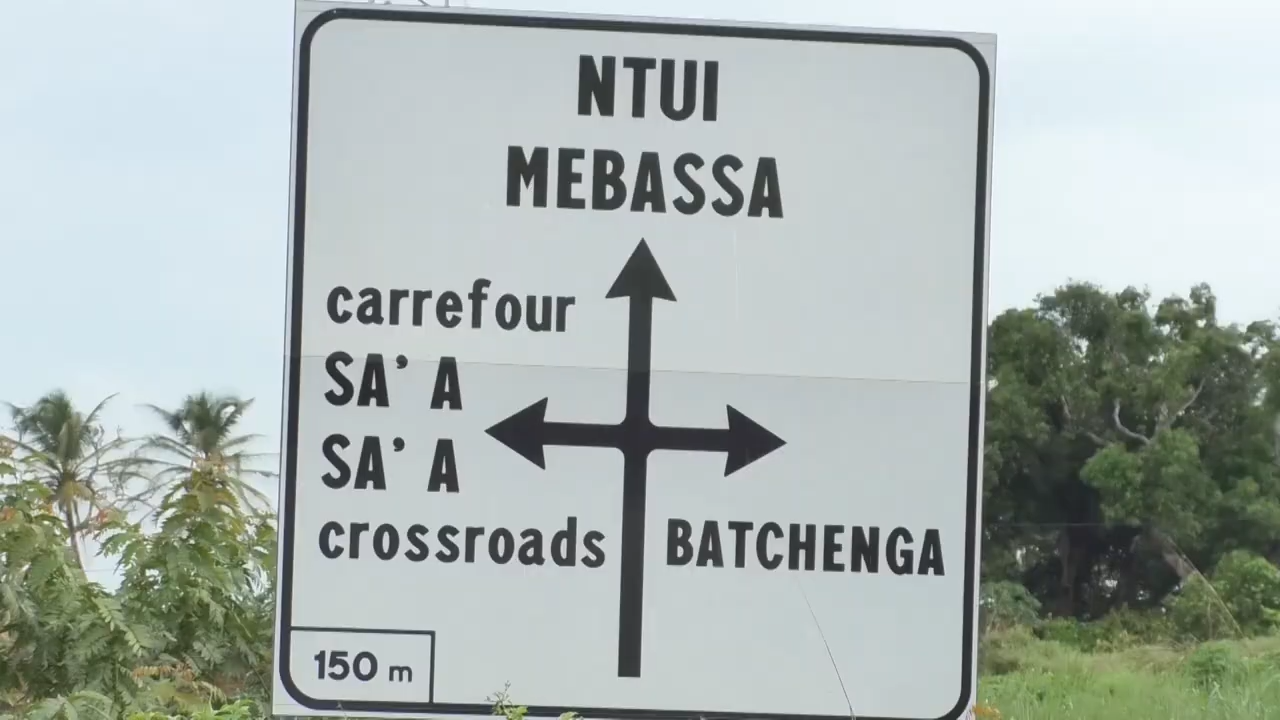 NTUI
MEBASSA
carrefour
SA' A
SA' A
crossroads
BATCHENGA
150 m